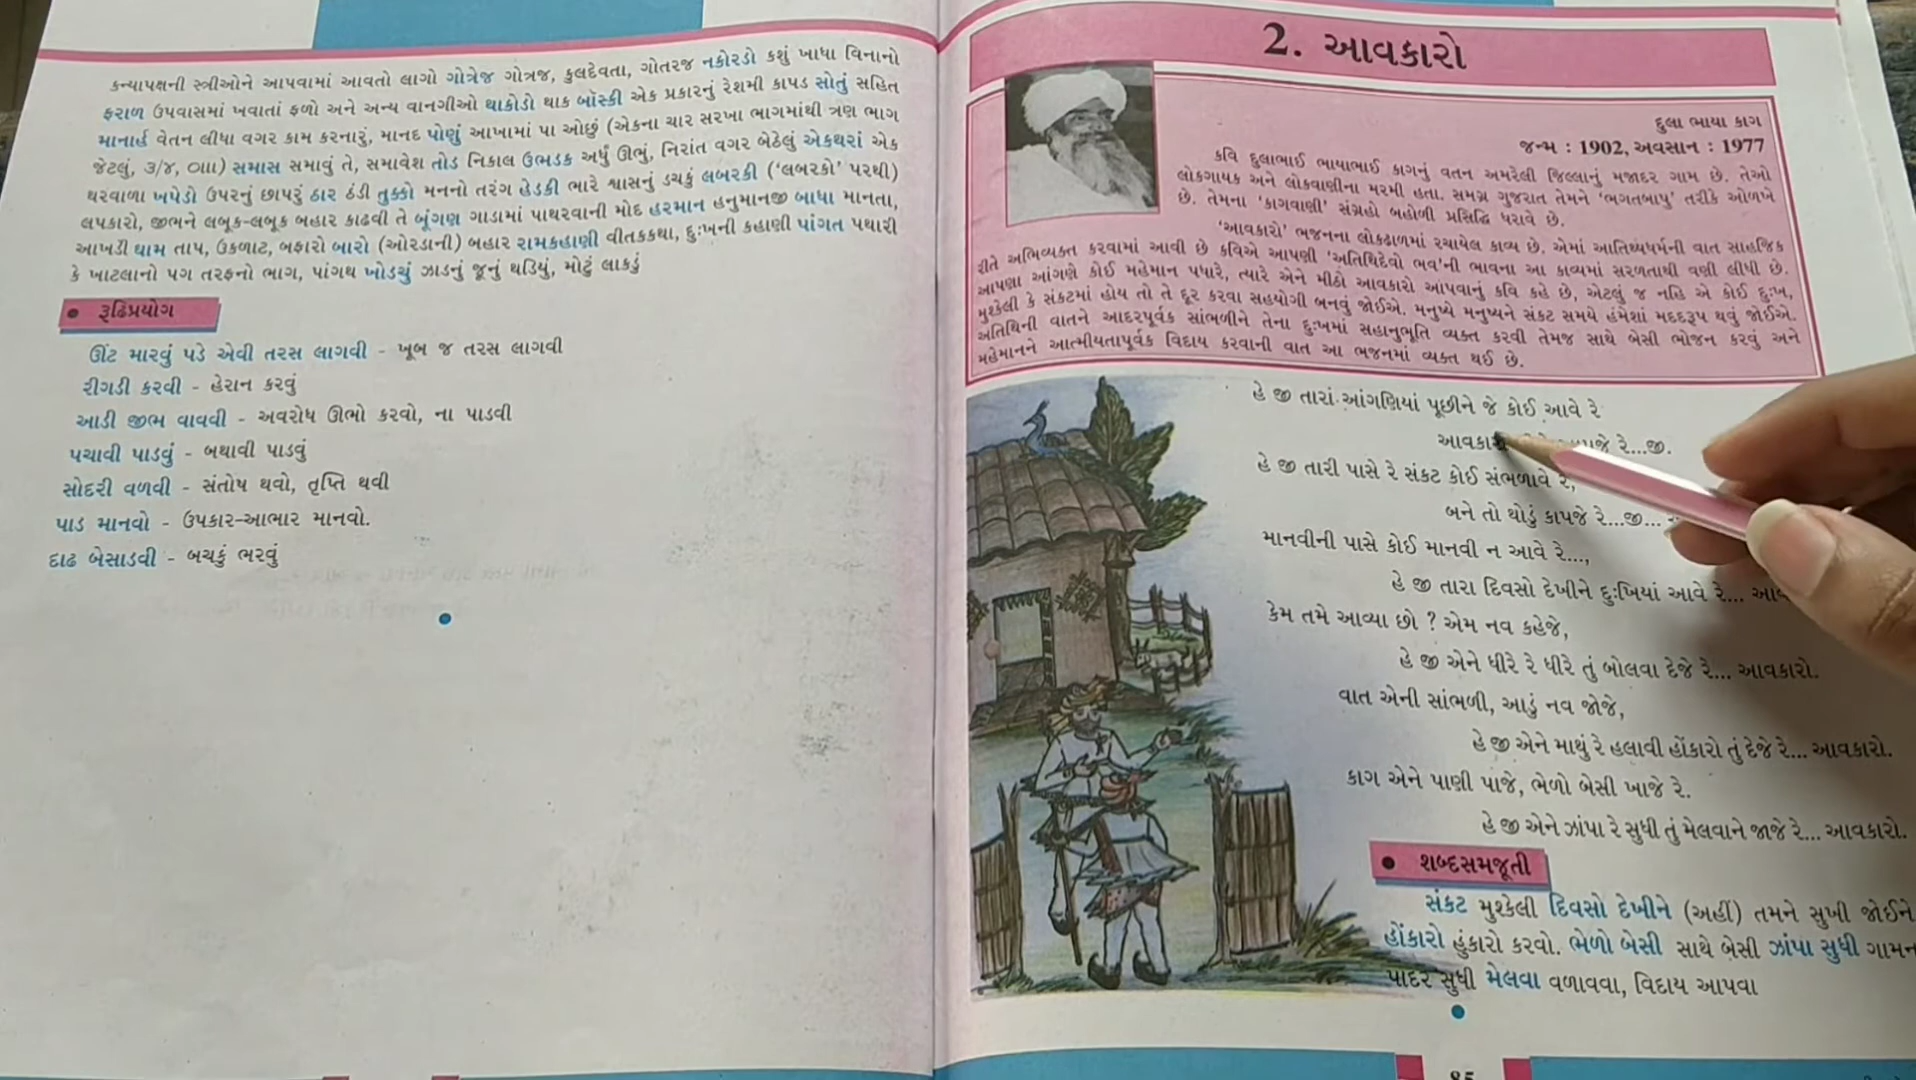 કન્યાપક્ષની સ્ત્રીઓને આપવામાં આવતો લાગો ગોત્રેજ ગોત્રજ, કુલદેવતા, ગોતરજ નકોરડો કશું ખાધા વિનાનો
ફરાળ ઉપવાસમાં ખવાતાં ફળો અને અન્ય વાનગીઓ થાકોડો થાક બૉસ્કી એક પ્રકારનું રેશમી કાપડ સોતું સહિત
માનાર્હ વેતન લીધા વગર કામ કરનારું, માનદ પોણું આખામાં પા ઓછું (એકના ચાર સરખા ભાગમાંથી ત્રણ ભાગ
જેટલું, ૩/૪, ૦ાાા) સમાસ સમાવું તે, સમાવેશ તોડ નિકાલ ઉભડક અર્ધું ઊભું, નિરાંત વગર બેઠેલું એકથરાં એક
થરવાળા ખપેડો ઉપરનું છાપરું ઠાર ઠંડી તુક્કો મનનો તરંગ હેડકી ભારે શ્વાસનું ડચકું લબરકી ('લબરકો' પરથી)
લપકારો, જીભને લબૂક-લબૂક બહાર કાઢવી તે બૂંગણ ગાડામાં પાથરવાની મોદ હરમાન હનુમાનજી બાધા માનતા,
આખડી ઘામ તાપ, ઉકળાટ, બફારો બારો (ઓરડાની) બહાર રામકહાણી વીતકકથા, દુઃખની કહાણી પાંગત પથારી
કે ખાટલાનો પગ તરફનો ભાગ, પાંગથ ખોડચું ઝાડનું જૂનું થડિયું, મોટું લાકડું
• રૂઢિપ્રયોગ
ઊંટ મારવું પડે એવી તરસ લાગવી - ખૂબ જ તરસ લાગવી
રીગડી કરવી - હેરાન કરવું
આડી જીભ વાવવી - અવરોધ ઊભો કરવો, ના પાડવી
પચાવી પાડવું - બથાવી પાડવું
સોદરી વળવી - સંતોષ થવો, તૃપ્તિ થવી
પાડ માનવો - ઉપકાર-આભાર માનવો.
દાઢ બેસાડવી - બચકું ભરવું
2. આવકારો
દુલા ભાયા કાગ
જન્મ : 1902, અવસાન : 1977
કવિ દુલાભાઈ ભાયાભાઈ કાગનું વતન અમરેલી જિલ્લાનું મજાદર ગામ છે. તેઓ
લોકગાયક અને લોકવાણીના મરમી હતા. સમગ્ર ગુજરાત તેમને 'ભગતબાપુ' તરીકે ઓળખે
છે. તેમના 'કાગવાણી' સંગ્રહો બહોળી પ્રસિદ્ધિ ધરાવે છે.
'આવકારો' ભજનના લોકઢાળમાં રચાયેલ કાવ્ય છે. એમાં આતિથ્યધર્મની વાત સાહજિક
રીતે અભિવ્યક્ત કરવામાં આવી છે કવિએ આપણી 'અતિથિદેવો ભવ'ની ભાવના આ કાવ્યમાં સરળતાથી વણી લીધી છે.
આપણા આંગણે કોઈ મહેમાન પધારે, ત્યારે એને મીઠો આવકારો આપવાનું કવિ કહે છે, એટલું જ નહિ એ કોઈ દુઃખ,
મુશ્કેલી કે સંકટમાં હોય તો તે દૂર કરવા સહયોગી બનવું જોઈએ. મનુષ્યે મનુષ્યને સંકટ સમયે હંમેશાં મદદરૂપ થવું જોઈએ.
અતિથિની વાતને આદરપૂર્વક સાંભળીને તેના દુઃખમાં સહાનુભૂતિ વ્યક્ત કરવી તેમજ સાથે બેસી ભોજન કરવું અને
મહેમાનને આત્મીયતાપૂર્વક વિદાય કરવાની વાત આ ભજનમાં વ્યક્ત થઈ છે.
હે જી તારાં આંગણિયાં પૂછીને જે કોઈ આવે રે
રે...જી.
હે જી તારી પાસે રે સંકટ કોઈ સંભળાવે રે,
બને તો થોડું કાપજે રે...જી...
માનવીની પાસે કોઈ માનવી ન આવે રે...,
હે જી તારા દિવસો દેખીને દુઃખિયાં આવે રે...
કેમ તમે આવ્યા છો ? એમ નવ કહેજે,
હે જી એને ધીરે રે ધીરે તું બોલવા દેજે રે... આવકારો.
વાત એની સાંભળી, આડું નવ જોજે,
હે જી એને માથું રે હલાવી હોંકારો તું દેજે રે... આવકારો.
કાગ એને પાણી પાજે, ભેળો બેસી ખાજે રે.
હે જી એને ઝાંપા રે સુધી તું મેલવાને જાજે રે... આવકારો.
• શબ્દસમજૂતી
સંકટ મુશ્કેલી દિવસો દેખીને (અહીં) તમને સુખી જોઈને
હોંકારો હુંકારો કરવો. ભેળો બેસી સાથે બેસી ઝાંપા સુધી ગામન
પાદર સુધી મેલવા વળાવવા, વિદાય આપવા